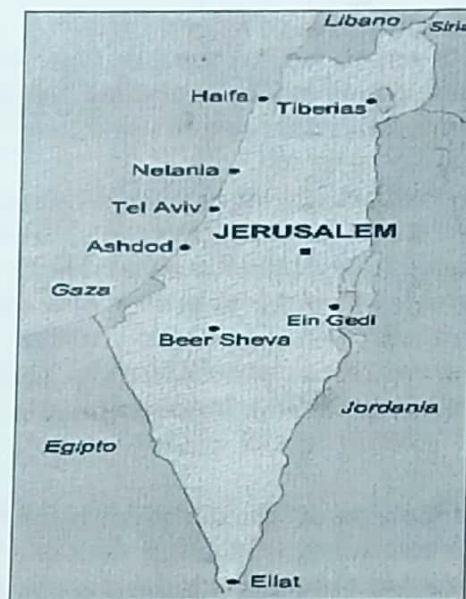 Libano
Siria
Haifa
Tiberias
Netania
Tel Aviv
JERUSALEM
Ashdod
Gaza
Ein Gedi
Beer Sheva
Jordania
Egipto
Eilat